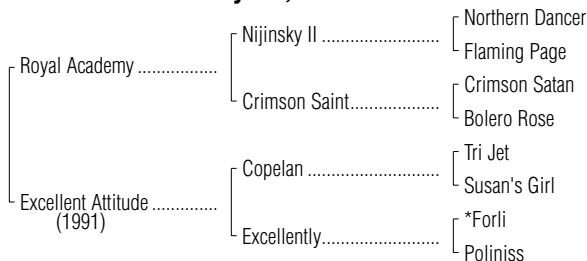 Northern Dancer
Nijinsky II ......................
Flaming Page
Royal Academy ................
Crimson Satan
Crimson Saint.....................
Bolero Rose
Tri Jet
Copelan ........................
Susan's Girl
Excellent Attitude .............
(1991)
*Forli
Excellently.......................
Poliniss